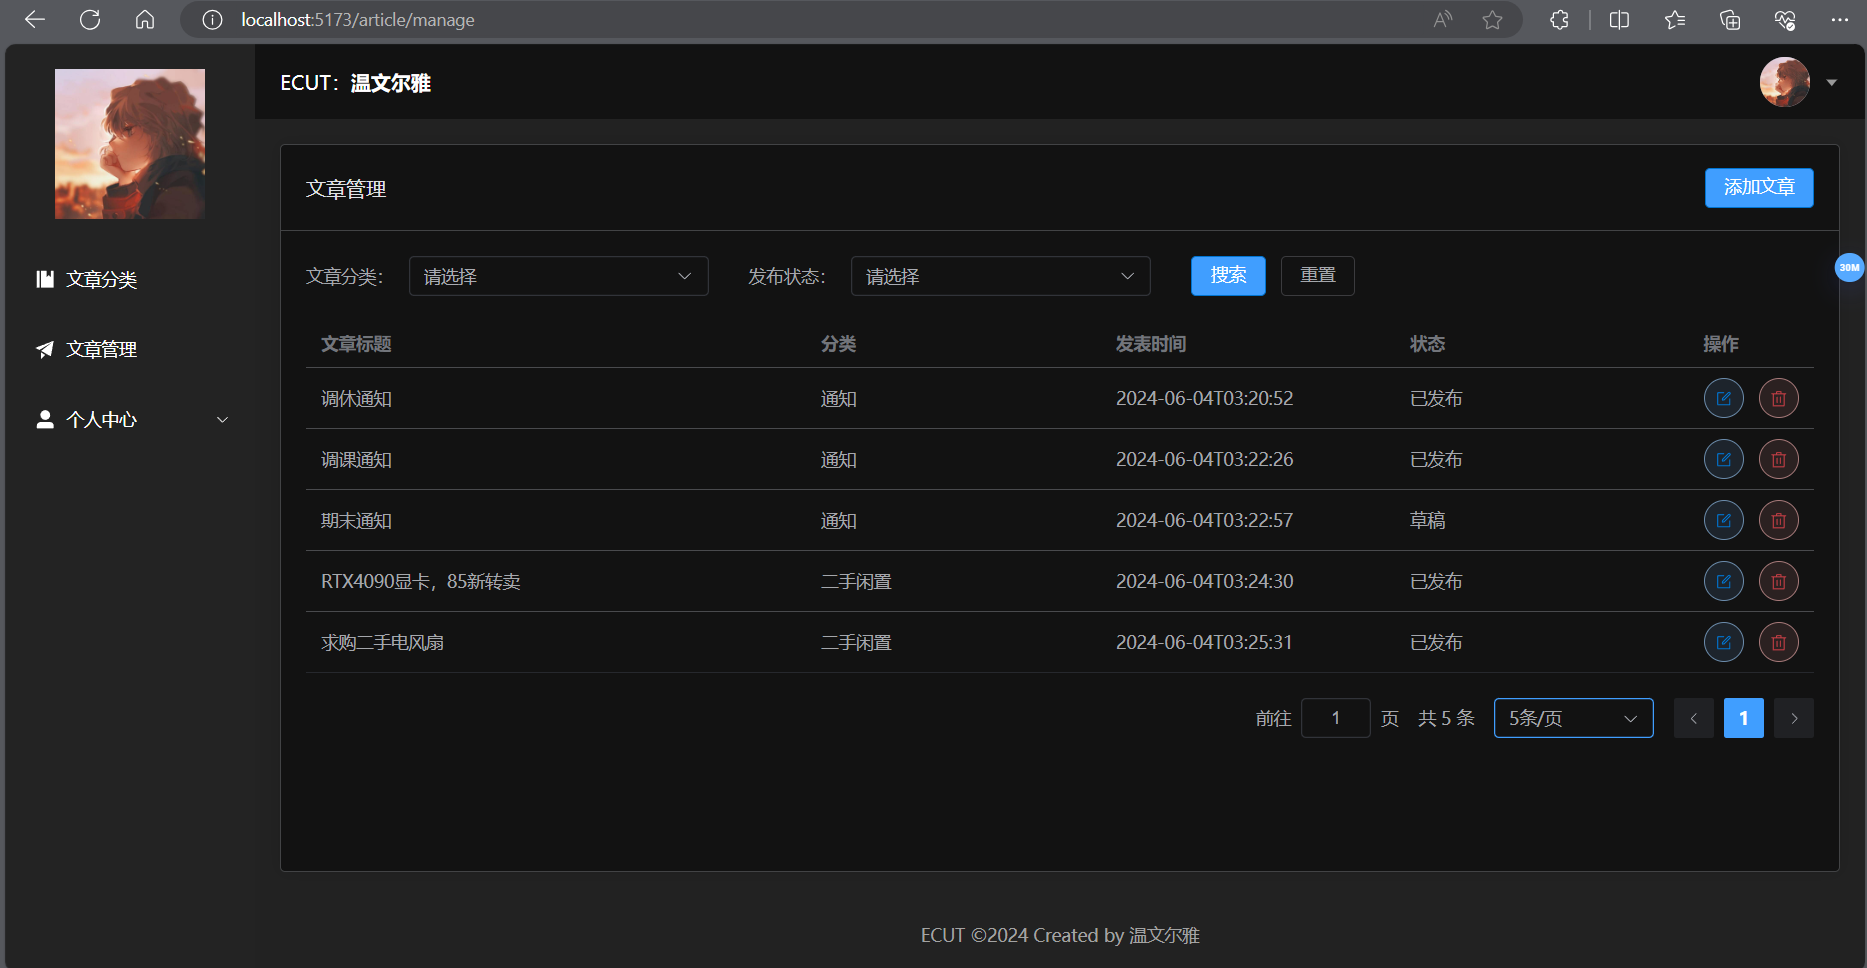 localhost:5173/article/manage
ECUT：温文尔雅
文章分类
文章管理
个人中心
文章管理
添加文章
文章分类： 请选择 发布状态： 请选择 搜索 重置
30M
文章标题 分类 发表时间 状态 操作
调休通知 通知 2024-06-04T03:20:52 已发布
调课通知 通知 2024-06-04T03:22:26 已发布
期末通知 通知 2024-06-04T03:22:57 草稿
RTX4090显卡，85新转卖 二手闲置 2024-06-04T03:24:30 已发布
求购二手电风扇 二手闲置 2024-06-04T03:25:31 已发布
前往 1 页 共 5 条 5条/页 1
ECUT ©2024 Created by 温文尔雅